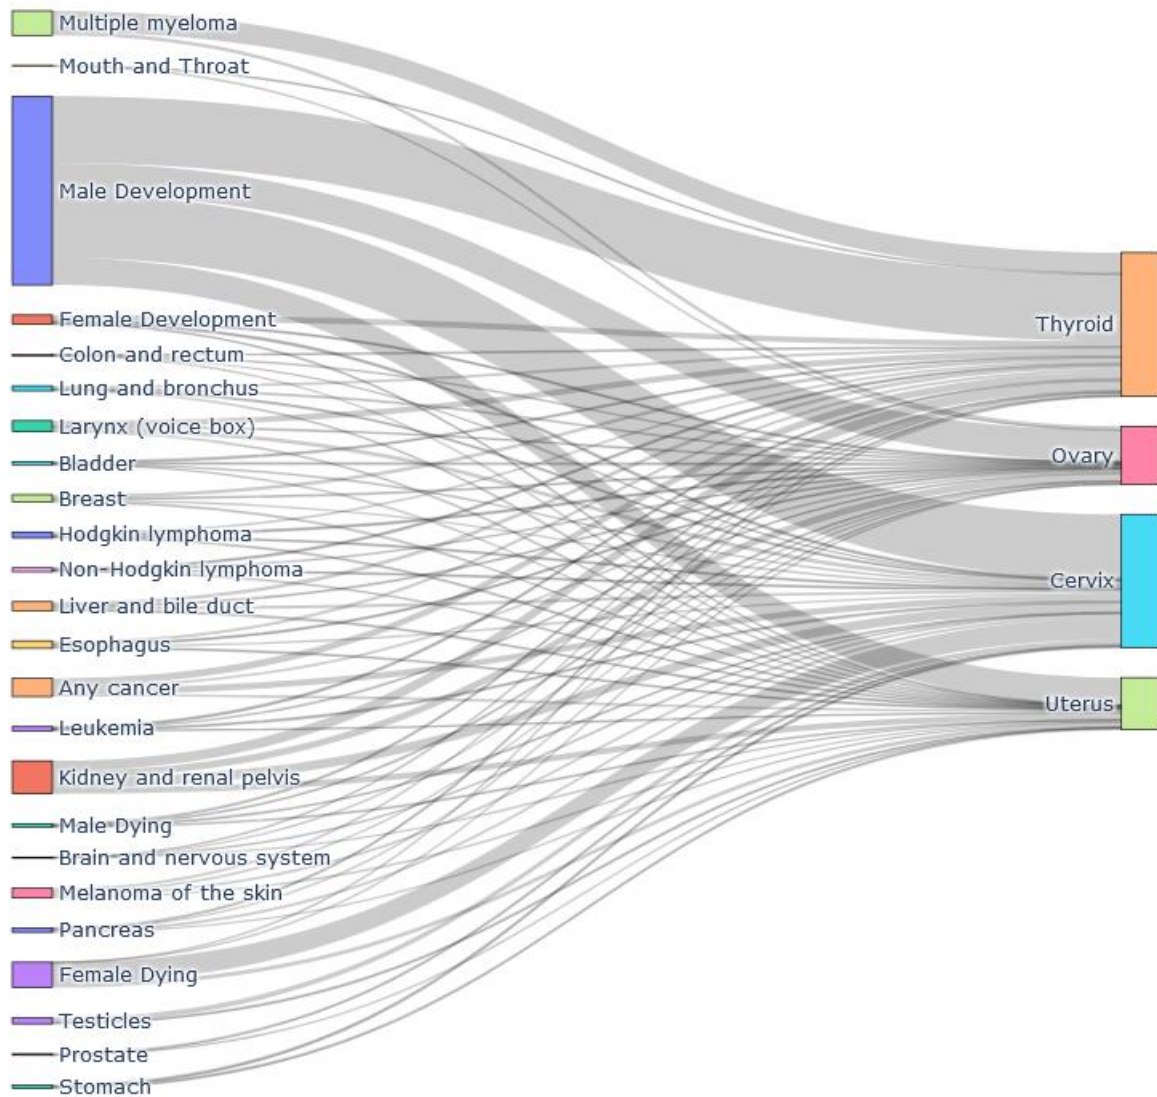 Multiple myeloma
Mouth and Throat
Male Development
Female Development
Colon and rectum
Lung and bronchus
Larynx (voice box)
Bladder
Breast
Hodgkin lymphoma
Non-Hodgkin lymphoma
Liver and bile duct
Esophagus
Any cancer
Leukemia
Kidney and renal pelvis
Male Dying
Brain and nervous system
Melanoma of the skin
Pancreas
Female Dying
Testicles
Prostate
Stomach
Thyroid
Ovary
Cervix
Uterus